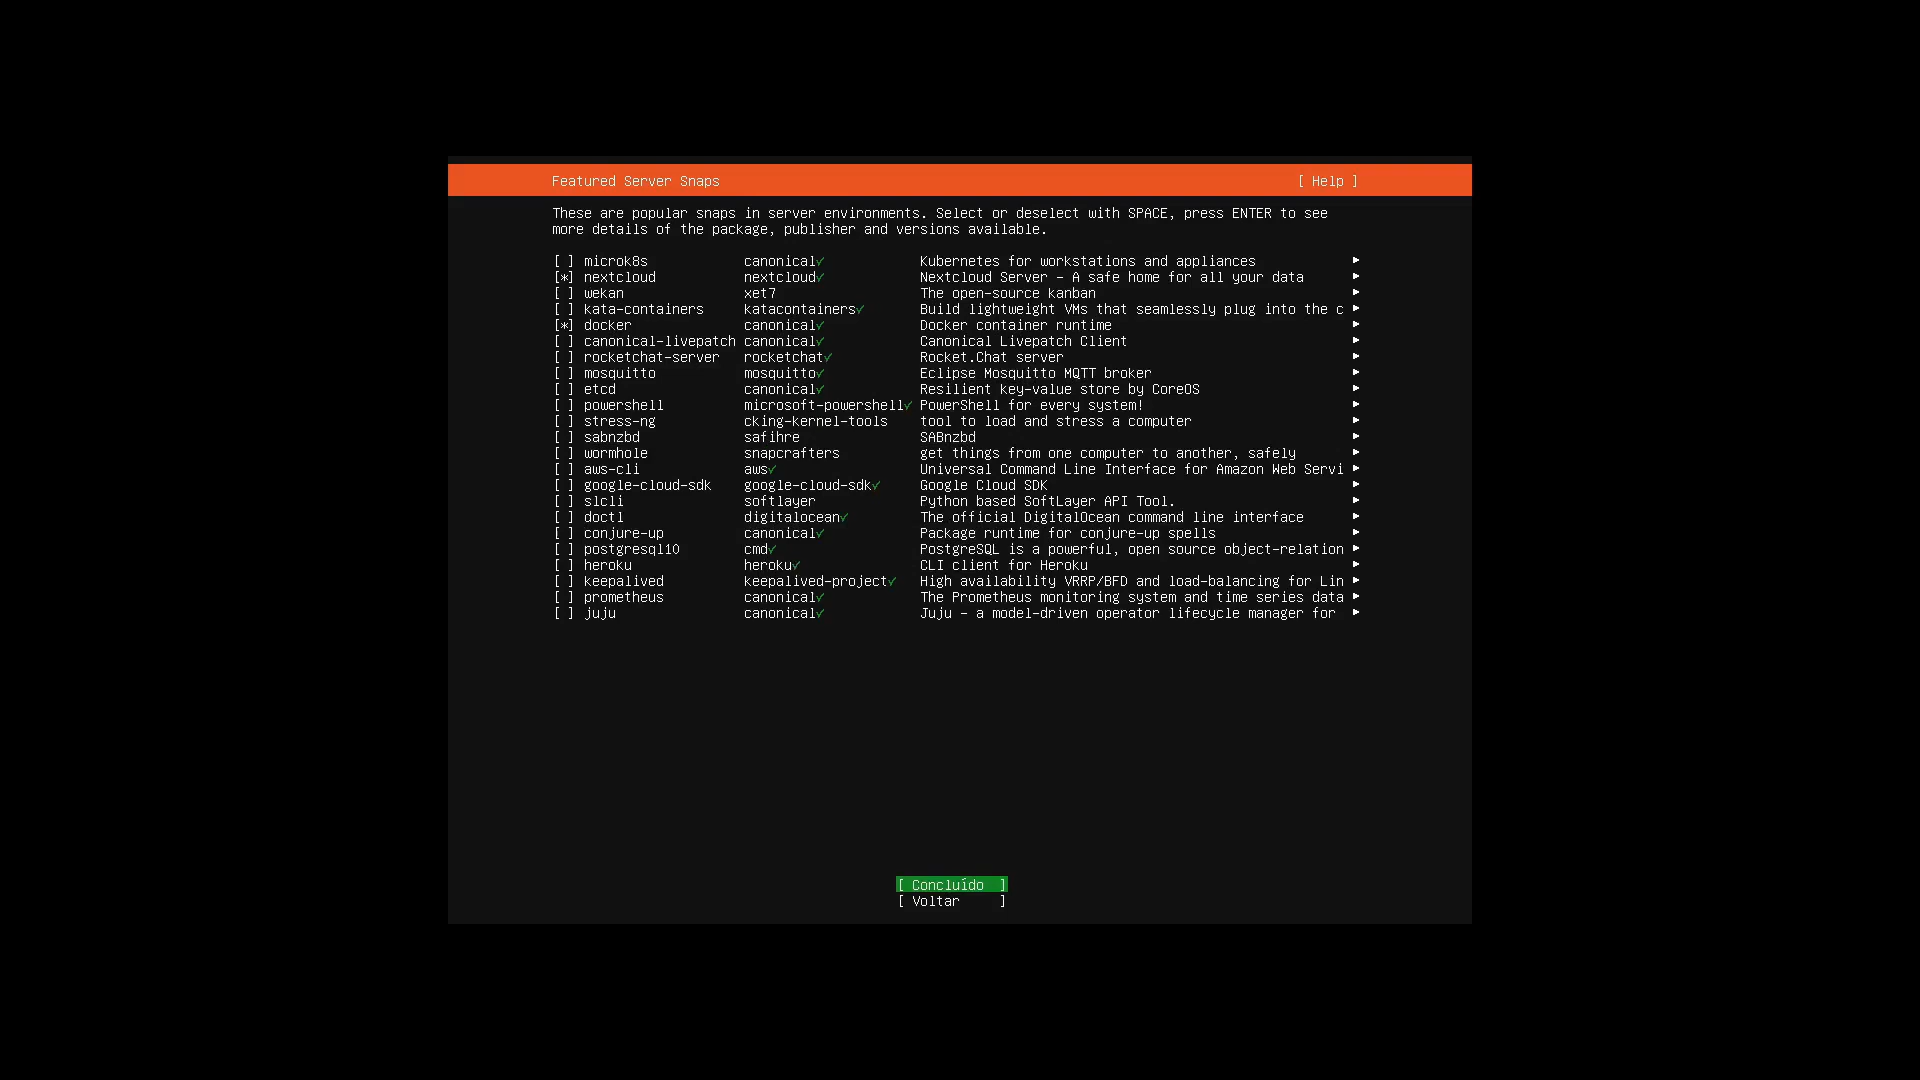 Featured Server Snaps [ Help ]
These are popular snaps in server environments. Select or deselect with SPACE, press ENTER to see
more details of the package, publisher and versions available.
[ ] microk8s canonical✓ Kubernetes for workstations and appliances ▸
[*] nextcloud nextcloud✓ Nextcloud Server - A safe home for all your data ▸
[ ] wekan xet7 The open-source kanban ▸
[ ] kata-containers katacontainers✓ Build lightweight VMs that seamlessly plug into the c ▸
[*] docker canonical✓ Docker container runtime ▸
[ ] canonical-livepatch canonical✓ Canonical Livepatch Client ▸
[ ] rocketchat-server rocketchat✓ Rocket.Chat server ▸
[ ] mosquitto mosquitto✓ Eclipse Mosquitto MQTT broker ▸
[ ] etcd canonical✓ Resilient key-value store by CoreOS ▸
[ ] powershell microsoft-powershell✓ PowerShell for every system! ▸
[ ] stress-ng cking-kernel-tools tool to load and stress a computer ▸
[ ] sabnzbd safihre SABnzbd ▸
[ ] wormhole snapcrafters get things from one computer to another, safely ▸
[ ] aws-cli aws✓ Universal Command Line Interface for Amazon Web Servi ▸
[ ] google-cloud-sdk google-cloud-sdk✓ Google Cloud SDK ▸
[ ] slcli softlayer Python based SoftLayer API Tool. ▸
[ ] doctl digitalocean✓ The official DigitalOcean command line interface ▸
[ ] conjure-up canonical✓ Package runtime for conjure-up spells ▸
[ ] postgresql10 cmd✓ PostgreSQL is a powerful, open source object-relation ▸
[ ] heroku heroku✓ CLI client for Heroku ▸
[ ] keepalived keepalived-project✓ High availability VRRP/BFD and load-balancing for Lin ▸
[ ] prometheus canonical✓ The Prometheus monitoring system and time series data ▸
[ ] juju canonical✓ Juju - a model-driven operator lifecycle manager for ▸
[ Concluído ]
[ Voltar ]